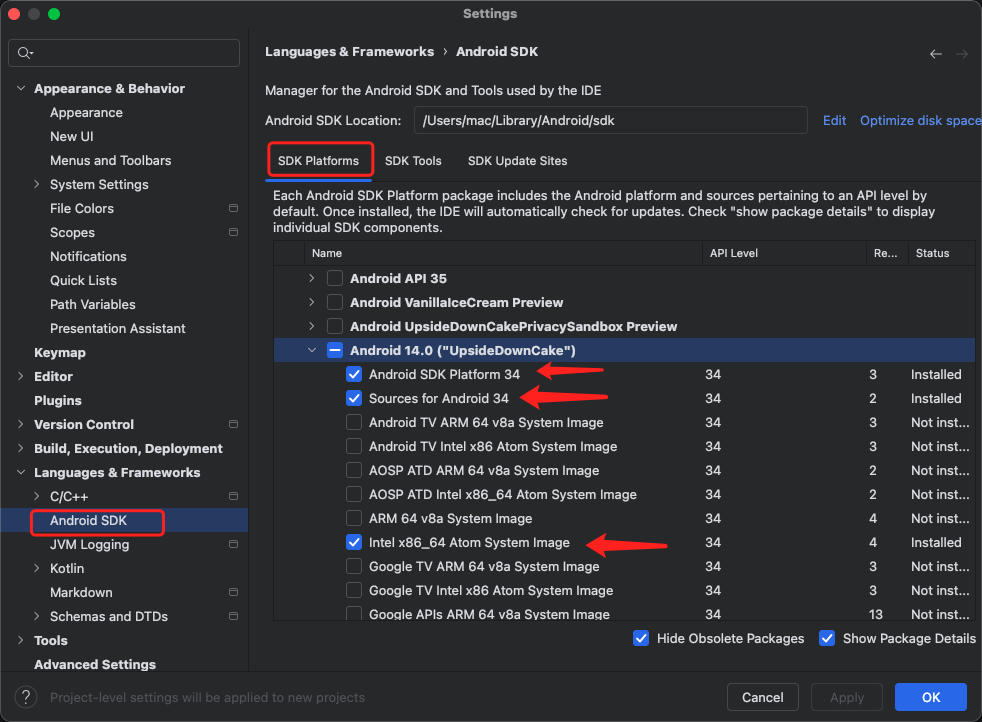 Settings
Languages & Frameworks › Android SDK
Appearance & Behavior
Appearance
New UI
Menus and Toolbars
System Settings
File Colors
Scopes
Notifications
Quick Lists
Path Variables
Presentation Assistant
Keymap
Editor
Plugins
Version Control
Build, Execution, Deployment
Languages & Frameworks
C/C++
Android SDK
JVM Logging
Kotlin
Markdown
Schemas and DTDs
Tools
Advanced Settings
Manager for the Android SDK and Tools used by the IDE
Android SDK Location: /Users/mac/Library/Android/sdk Edit Optimize disk space
SDK Platforms SDK Tools SDK Update Sites
Each Android SDK Platform package includes the Android platform and sources pertaining to an API level by
default. Once installed, the IDE will automatically check for updates. Check "show package details" to display
individual SDK components.
Name API Level Re... Status
Android API 35
Android VanillaIceCream Preview
Android UpsideDownCakePrivacySandbox Preview
Android 14.0 ("UpsideDownCake")
Android SDK Platform 34 34 3 Installed
Sources for Android 34 34 2 Installed
Android TV ARM 64 v8a System Image 34 3 Not inst...
Android TV Intel x86 Atom System Image 34 3 Not inst...
AOSP ATD ARM 64 v8a System Image 34 2 Not inst...
AOSP ATD Intel x86_64 Atom System Image 34 2 Not inst...
ARM 64 v8a System Image 34 4 Not inst...
Intel x86_64 Atom System Image 34 4 Installed
Google TV ARM 64 v8a System Image 34 3 Not inst...
Google TV Intel x86 Atom System Image 34 3 Not inst...
Google APIs ARM 64 v8a System Image 34 13 Not inst...
Hide Obsolete Packages Show Package Details
? Project-level settings will be applied to new projects
Cancel Apply OK